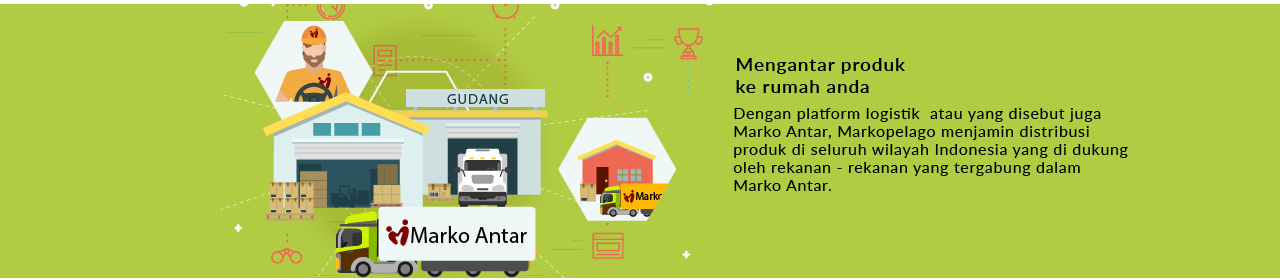 GUDANG
Marko
Marko Antar
Mengantar produk
ke rumah anda
Dengan platform logistik  atau yang disebut juga
Marko Antar, Markopelago menjamin distribusi
produk di seluruh wilayah Indonesia yang di dukung
oleh rekanan - rekanan yang tergabung dalam
Marko Antar.